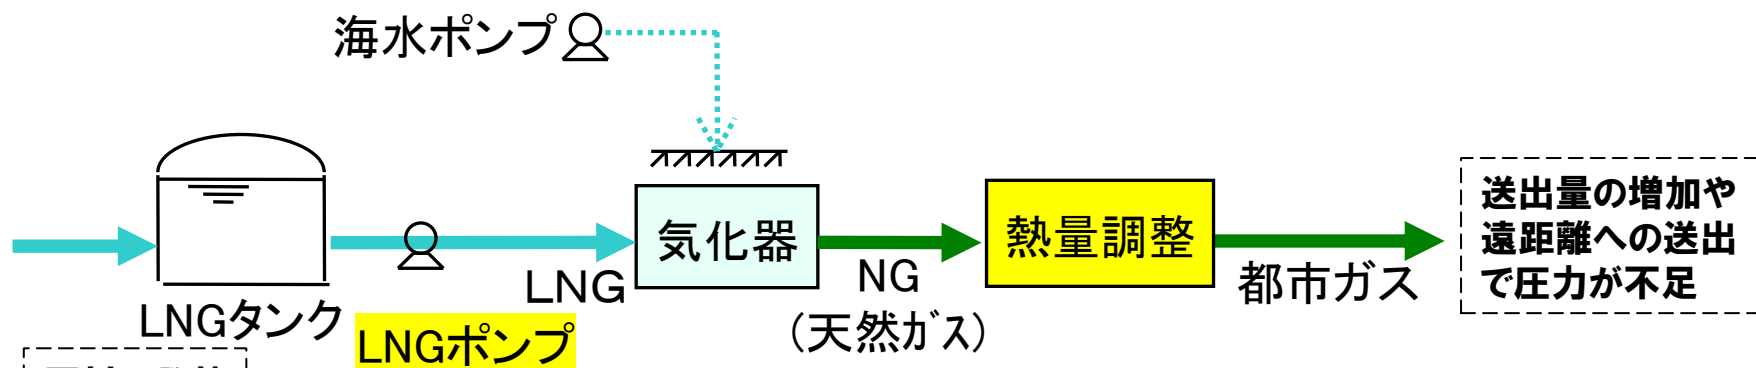 海水ポンプ
LNGタンク
LNGポンプ
LNG
気化器
NG
(天然ガス)
熱量調整
都市ガス
送出量の増加や
遠距離への送出
で圧力が不足